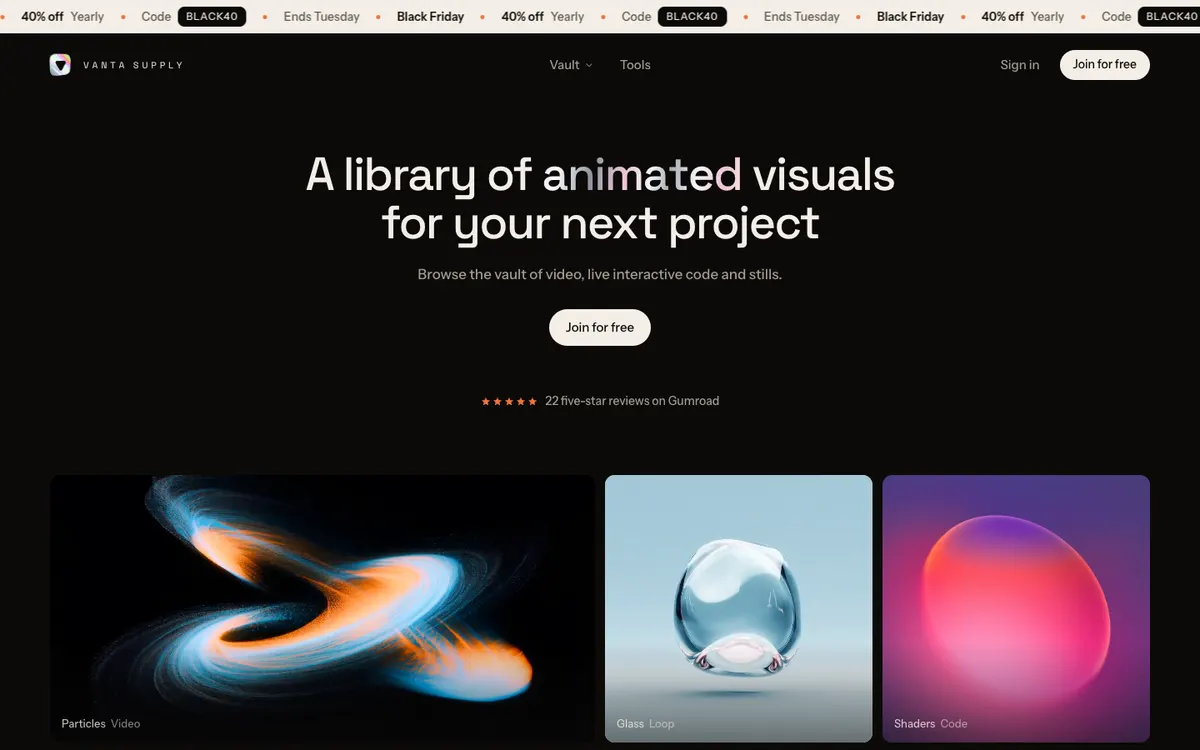 40% off Yearly • Code BLACK40 • Ends Tuesday • Black Friday • 40% off Yearly • Code BLACK40 • Ends Tuesday • Black Friday • 40% off Yearly • Code BLACK40
VANTA SUPPLY
Vault Tools
Sign in Join for free
A library of animated visuals
for your next project
Browse the vault of video, live interactive code and stills.
Join for free
★★★★★ 22 five-star reviews on Gumroad
Particles Video
Glass Loop
Shaders Code